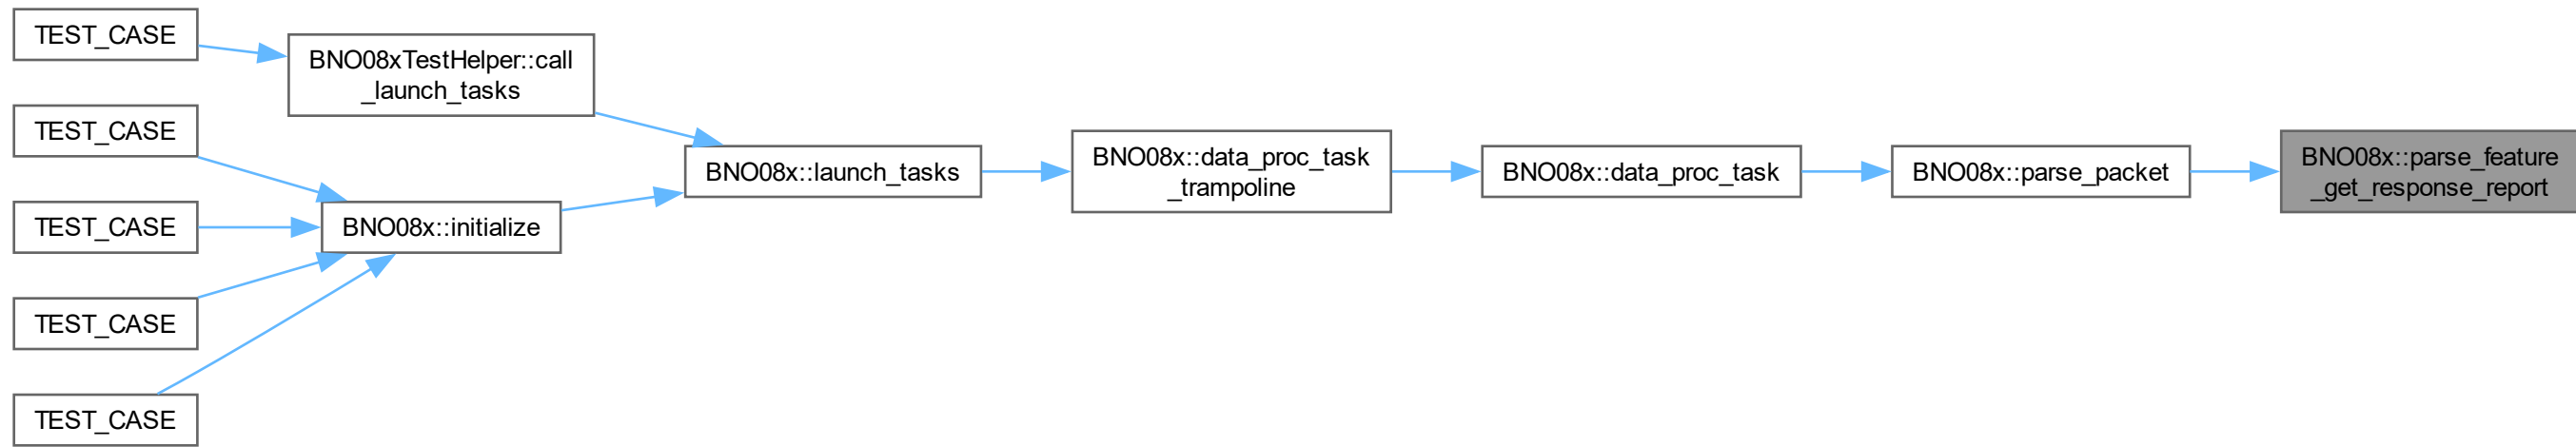 TEST_CASE
BNO08xTestHelper::call
_launch_tasks
TEST_CASE
TEST_CASE
BNO08x::initialize
TEST_CASE
TEST_CASE
BNO08x::launch_tasks
BNO08x::data_proc_task
_trampoline
BNO08x::data_proc_task
BNO08x::parse_packet
BNO08x::parse_feature
_get_response_report